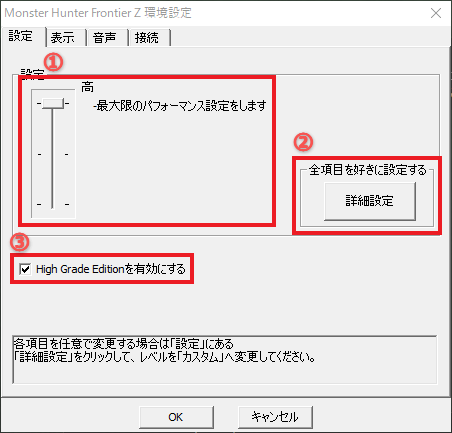 Monster Hunter Frontier Z 環境設定
設定 表示 音声 接続
設定
①
高
-最大限のパフォーマンス設定をします
②
全項目を好きに設定する
詳細設定
③
High Grade Editionを有効にする
各項目を任意で変更する場合は「設定」にある
「詳細設定」をクリックして、レベルを「カスタム」へ変更してください。
OK キャンセル